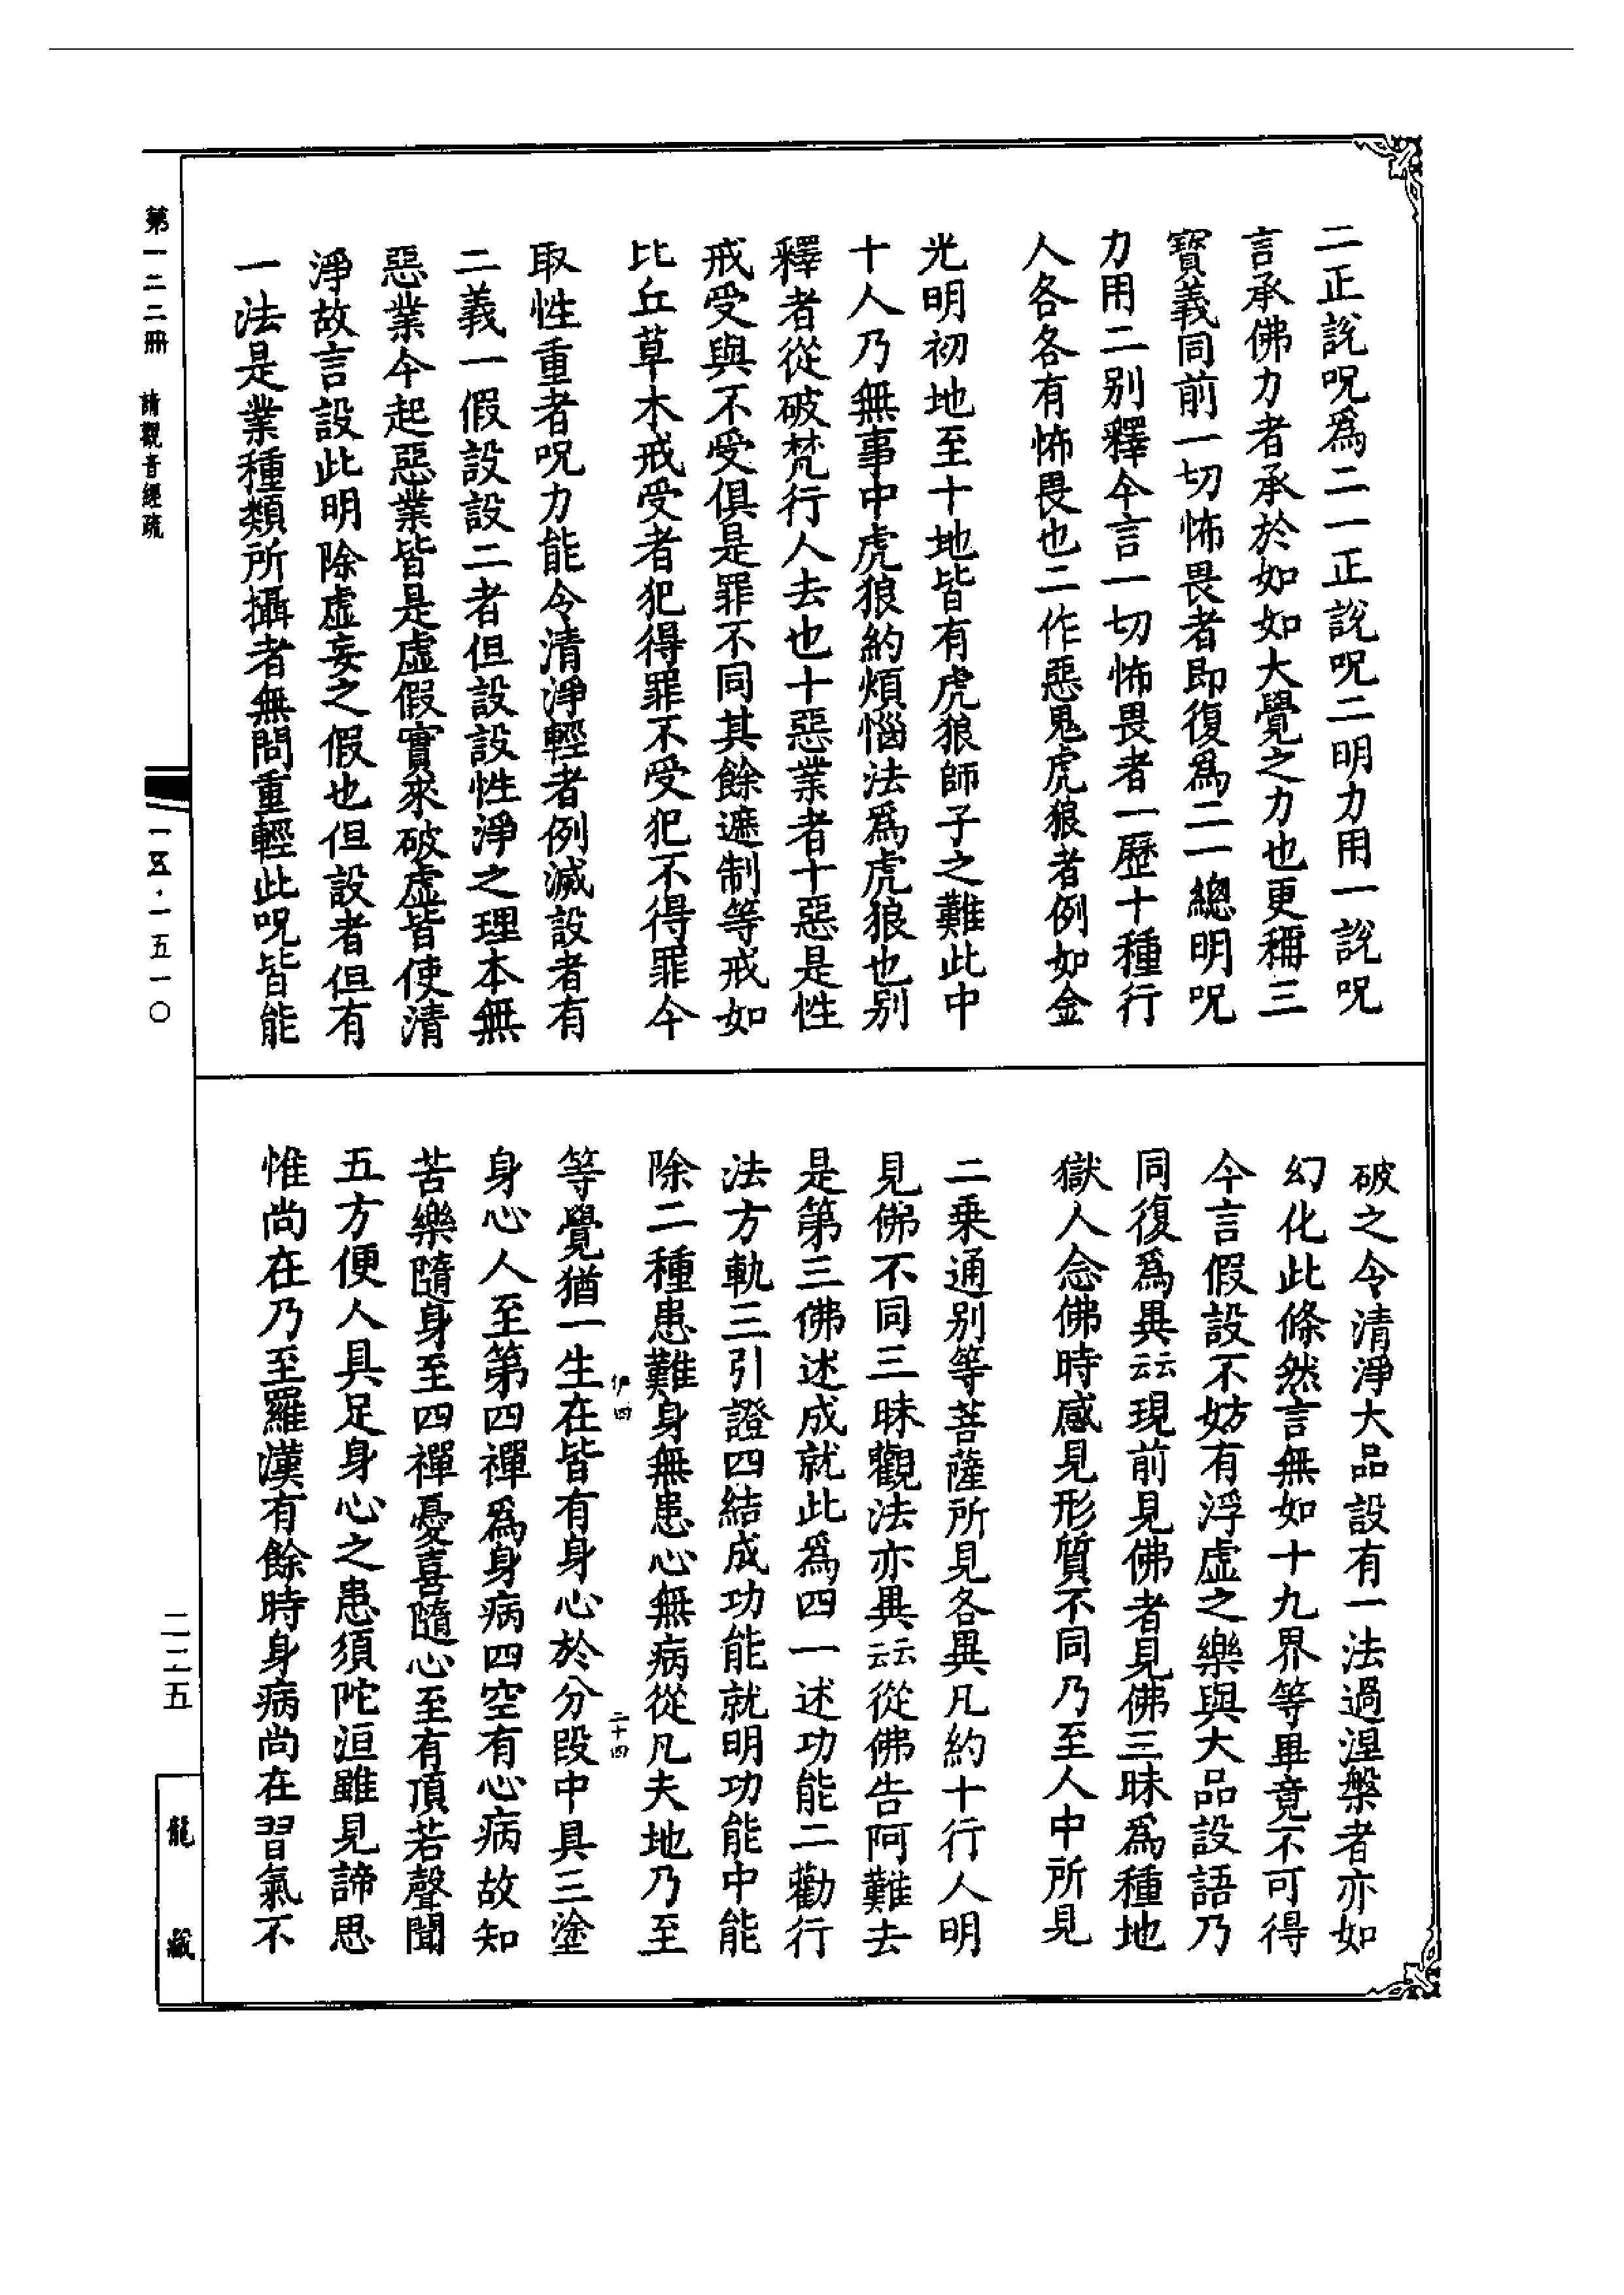 二正說呪爲二一正說呪二明力用一說呪
言承佛力者承於如如大覺之力也更稱三
寶義同前一切怖畏者即復爲二一總明呪
力用二別釋今言一切怖畏者一歷十種行
人各各有怖畏也二作惡鬼虎狼者例如金
光明初地至十地皆有虎狼師子之難此中
十人乃無事中虎狼約煩惱法爲虎狼也別
釋者從破梵行人去也十惡業者十惡是性
戒受與不受俱是罪不同其餘遮制等戒如
比丘草木戒受者犯得罪不受犯不得罪今
取性重者呪力能令清淨輕者例滅設者有
二義一假設設二者但設設性淨之理本無
惡業今起惡業皆是虛假實來破虛皆使清
淨故言設此明除虛妄之假也但設者但有
一法是業種類所攝者無問重輕此呪皆能
破之令清淨大品設有一法過涅槃者亦如
幻化此條然言無如十九界等畢竟不可得
今言假設不妨有浮虛之樂與大品設語乃
同復爲異云云現前見佛者見佛三昧爲種地
獄人念佛時感見形質不同乃至人中所見
二乘通別等菩薩所見各異凡約十行人明
見佛不同三昧觀法亦異云云從佛告阿難去
是第三佛述成就此爲四一述功能二勸行
法方軌三引證四結成功能就明功能中能
除二種患難身無患心無病從凡夫地乃至
伊四
二十四
等覺猶一生在皆有身心於分段中具三塗
身心人至第四禪爲身病四空有心病故知
苦樂隨身至四禪憂喜隨心至有頂若聲聞
五方便人具足身心之患須陀洹雖見諦思
惟尚在乃至羅漢有餘時身病尚在習氣不
第一二二冊
請觀音經疏
一五·一五一〇
二二五
龍藏